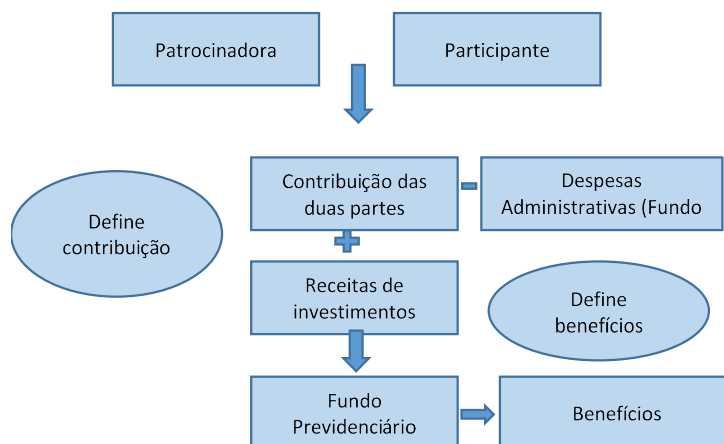 Patrocinadora
Participante
Contribuição das
duas partes
Despesas
Administrativas (Fundo
Define
contribuição
Receitas de
investimentos
Define
benefícios
Fundo
Previdenciário
Benefícios